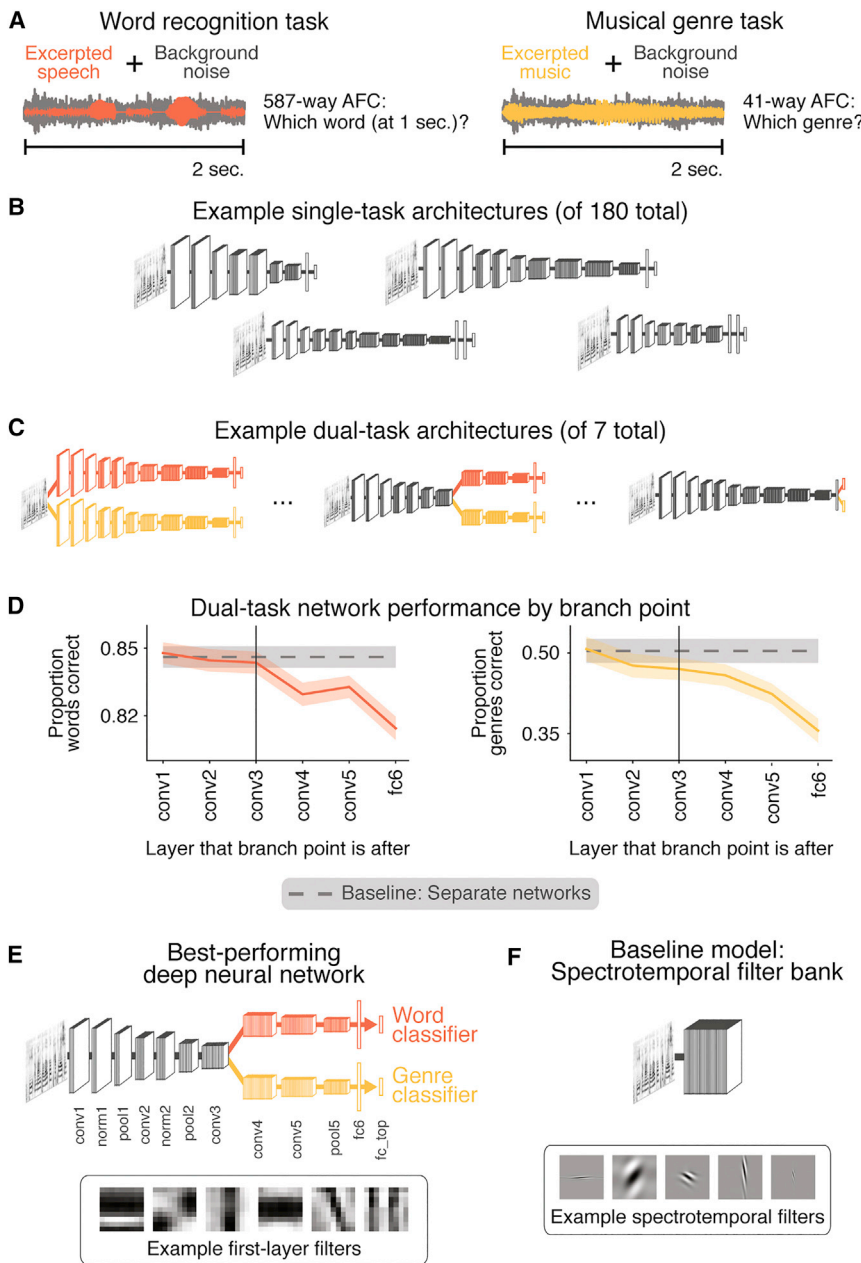 A
Word recognition task
Musical genre task
Excerpted
speech
+
Background
noise
587-way AFC:
Which word (at 1 sec.)?
2 sec.
Excerpted
music
+
Background
noise
41-way AFC:
Which genre?
2 sec.
B
Example single-task architectures (of 180 total)
C
Example dual-task architectures (of 7 total)
...
...
D
Dual-task network performance by branch point
Proportion
words correct
0.85
0.82
conv1
conv2
conv3
conv4
conv5
fc6
Layer that branch point is after
Proportion
genres correct
0.50
0.35
conv1
conv2
conv3
conv4
conv5
fc6
Layer that branch point is after
Baseline: Separate networks
E
Best-performing
deep neural network
Word
classifier
Genre
classifier
conv1
norm1
pool1
conv2
norm2
pool2
conv3
conv4
conv5
pool5
fc6
fc_top
Example first-layer filters
F
Baseline model:
Spectrotemporal filter bank
Example spectrotemporal filters